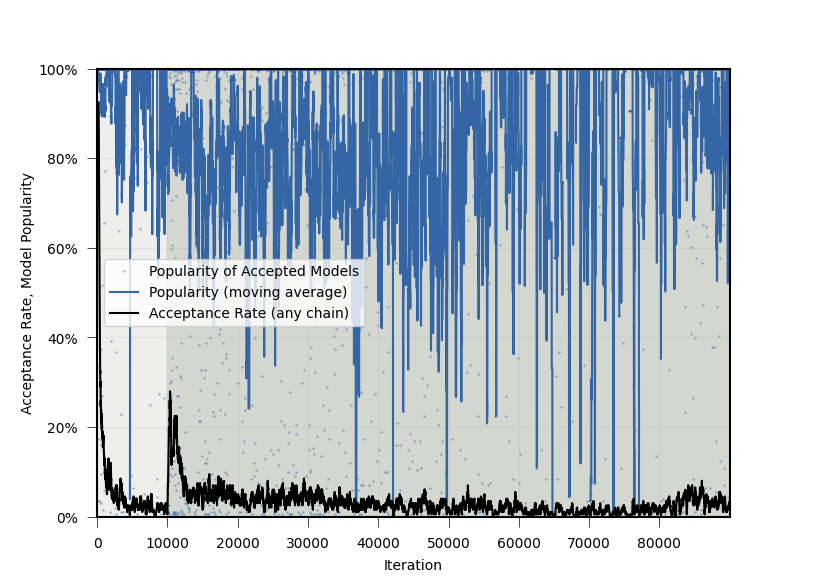 100%
80%
60%
40%
20%
0%
Acceptance Rate, Model Popularity
Popularity of Accepted Models
Popularity (moving average)
Acceptance Rate (any chain)
0 10000 20000 30000 40000 50000 60000 70000 80000
Iteration